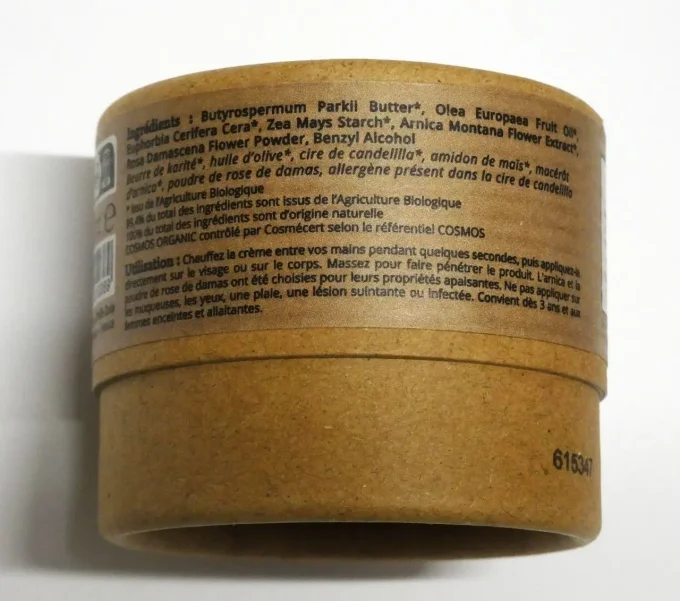 Ingrédients : Butyrospermum Parkii Butter*, Olea Europaea Fruit Oil*,
Euphorbia Cerifera Cera*, Zea Mays Starch*, Arnica Montana Flower Extract*,
Rosa Damascena Flower Powder, Benzyl Alcohol
Beurre de karité*, huile d'olive*, cire de candelilla*, amidon de maïs*, macérât
d'arnica*, poudre de rose de damas, allergène présent dans la cire de candelilla
* Issu de l'Agriculture Biologique
% du total des ingrédients sont issus de l'Agriculture Biologique
100% du total des ingrédients sont d'origine naturelle
COSMOS ORGANIC contrôlé par Cosmécert selon le référentiel COSMOS
Utilisation : Chauffez la crème entre vos mains pendant quelques secondes, puis appliquez-là
directement sur le visage ou sur le corps. Massez pour faire pénétrer le produit. L'arnica et la
poudre de rose de damas ont été choisies pour leurs propriétés apaisantes. Ne pas appliquer sur
les muqueuses, les yeux, une plaie, une lésion suintante ou infectée. Convient dès 3 ans et aux
femmes enceintes et allaitantes.
615347